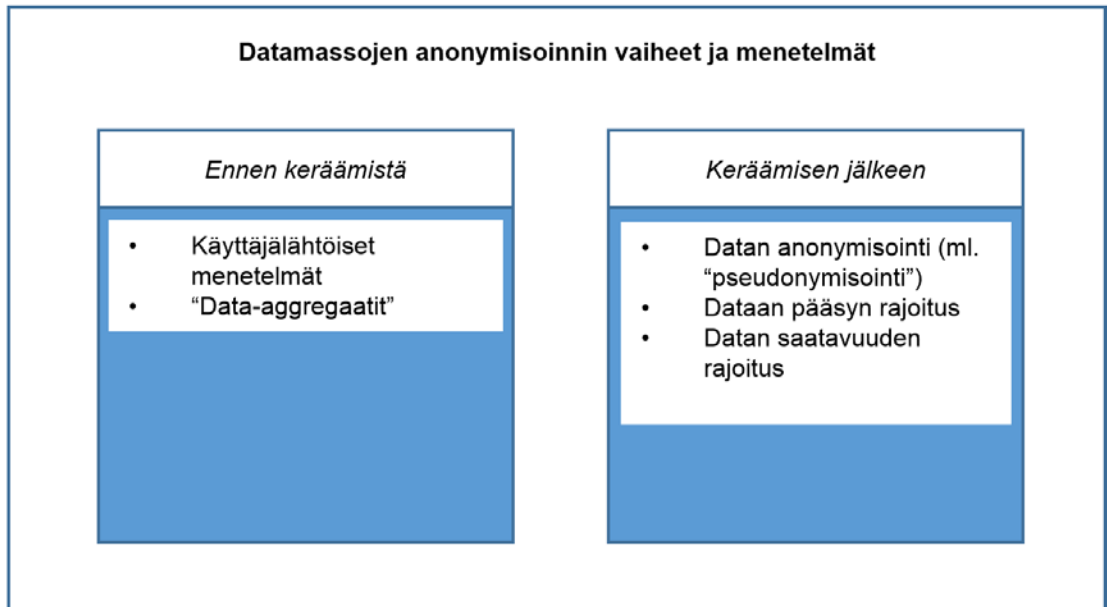 Datamassojen anonymisoinnin vaiheet ja menetelmät
Ennen keräämistä
• Käyttäjälähtöiset
menetelmät
• “Data-aggregaatit”
Keräämisen jälkeen
• Datan anonymisointi (ml.
“pseudonymisointi”)
• Dataan pääsyn rajoitus
• Datan saatavuuden
rajoitus